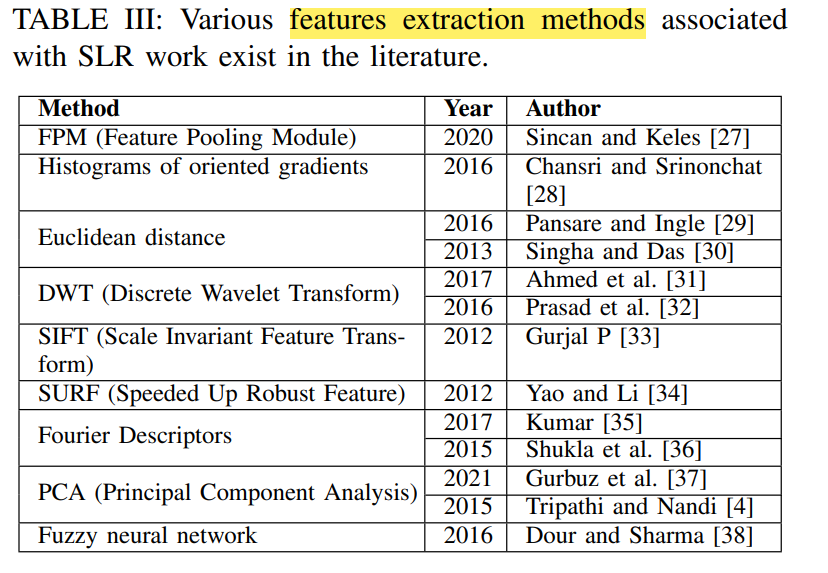 TABLE III: Various features extraction methods associated
with SLR work exist in the literature.
Method Year Author
FPM (Feature Pooling Module) 2020 Sincan and Keles [27]
Histograms of oriented gradients 2016 Chansri and Srinonchat
[28]
Euclidean distance
2016 Pansare and Ingle [29]
2013 Singha and Das [30]
DWT (Discrete Wavelet Transform)
2017 Ahmed et al. [31]
2016 Prasad et al. [32]
SIFT (Scale Invariant Feature Trans-
form)
2012 Gurjal P [33]
SURF (Speeded Up Robust Feature) 2012 Yao and Li [34]
Fourier Descriptors
2017 Kumar [35]
2015 Shukla et al. [36]
PCA (Principal Component Analysis)
2021 Gurbuz et al. [37]
2015 Tripathi and Nandi [4]
Fuzzy neural network 2016 Dour and Sharma [38]